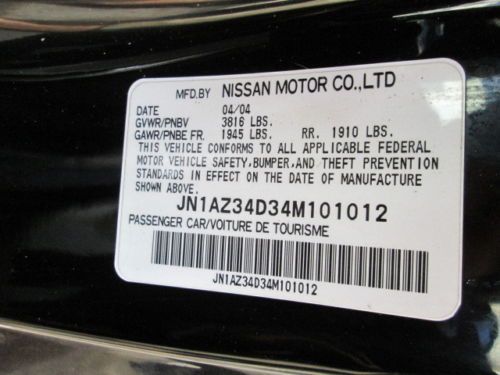 MFD.BY NISSAN MOTOR CO.,LTD
DATE 04/04
GVWR/PNBV 3816 LBS.
GAWR/PNBE FR. 1945 LBS. RR. 1910 LBS.
THIS VEHICLE CONFORMS TO ALL APPLICABLE FEDERAL
MOTOR VEHICLE SAFETY,BUMPER,AND THEFT PREVENTION
STANDARDS IN EFFECT ON THE DATE OF MANUFACTURE
SHOWN ABOVE.
JN1AZ34D34M101012
PASSENGER CAR/VOITURE DE TOURISME
JN1AZ34D34M101012